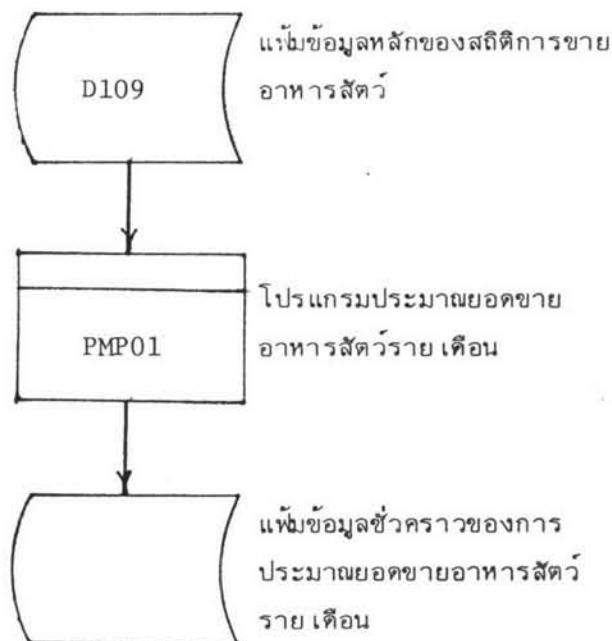 แฟ้มข้อมูลหลักของสถิติการขาย
อาหารสัตว์
D109
โปรแกรมประมาณยอดขาย
อาหารสัตว์ราย เดือน
PMP01
แฟ้มข้อมูลชั่วคราวของการ
ประมาณยอดขายอาหารสัตว์
ราย เดือน